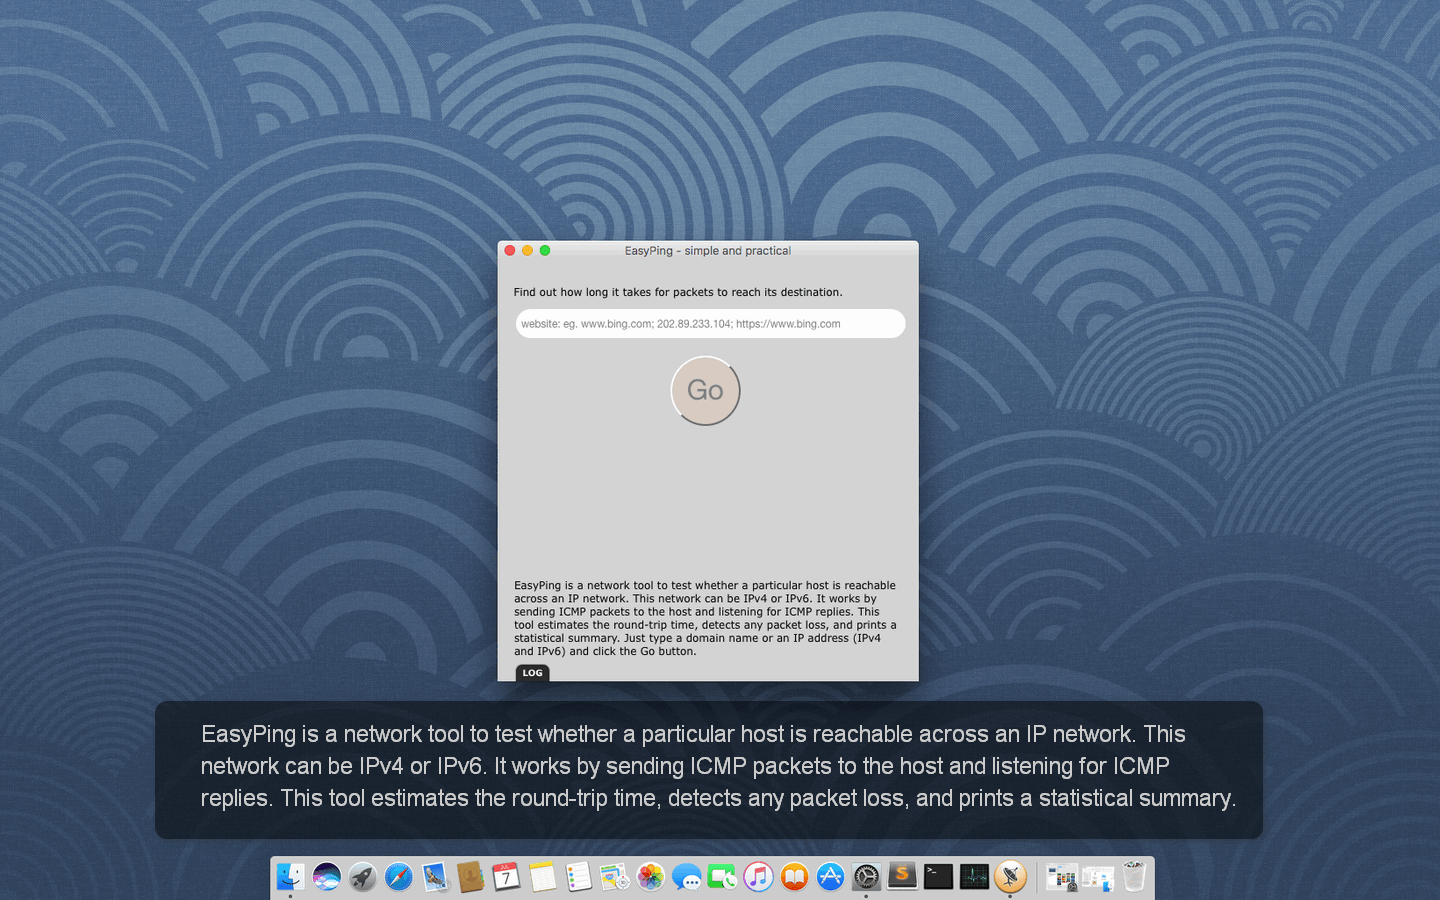 EasyPing - simple and practical
Find out how long it takes for packets to reach its destination.
website: eg. www.bing.com; 202.89.233.104; https://www.bing.com
Go
EasyPing is a network tool to test whether a particular host is reachable
across an IP network. This network can be IPv4 or IPv6. It works by
sending ICMP packets to the host and listening for ICMP replies. This
tool estimates the round-trip time, detects any packet loss, and prints a
statistical summary. Just type a domain name or an IP address (IPv4
and IPv6) and click the Go button.
LOG
EasyPing is a network tool to test whether a particular host is reachable across an IP network. This
network can be IPv4 or IPv6. It works by sending ICMP packets to the host and listening for ICMP
replies. This tool estimates the round-trip time, detects any packet loss, and prints a statistical summary.
7